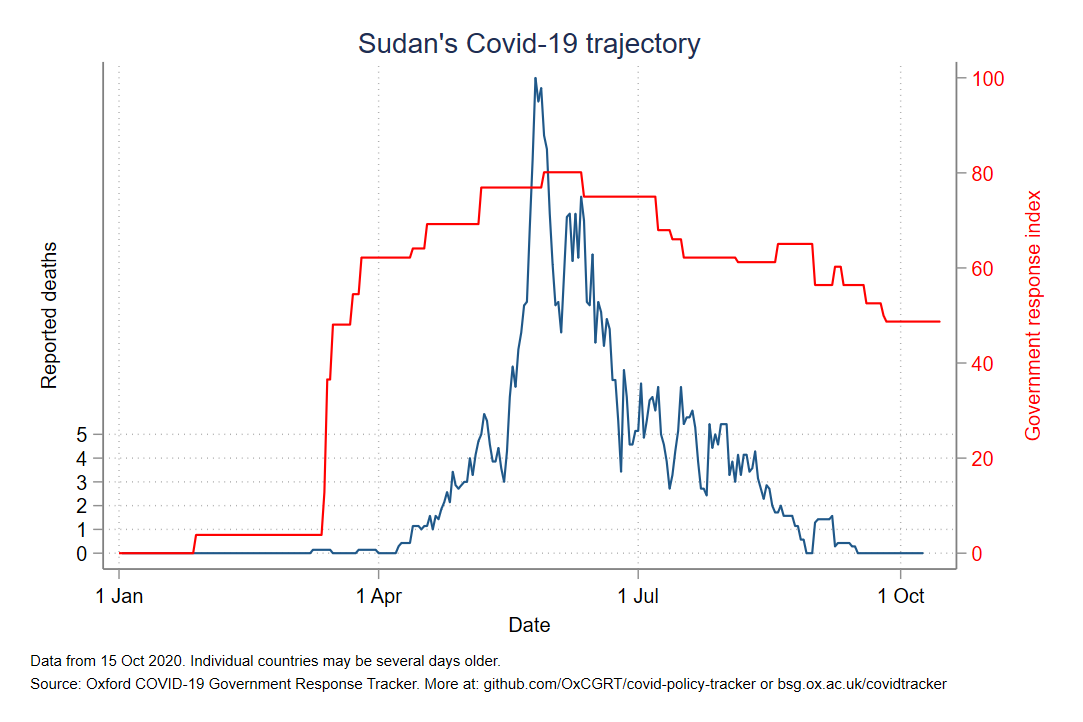 Sudan's Covid-19 trajectory
Reported deaths
5
4
3
2
1
0
100
80
60
40
20
0
Government response index
1 Jan
1 Apr
1 Jul
1 Oct
Date
Data from 15 Oct 2020. Individual countries may be several days older.
Source: Oxford COVID-19 Government Response Tracker. More at: github.com/OxCGRT/covid-policy-tracker or bsg.ox.ac.uk/covidtracker